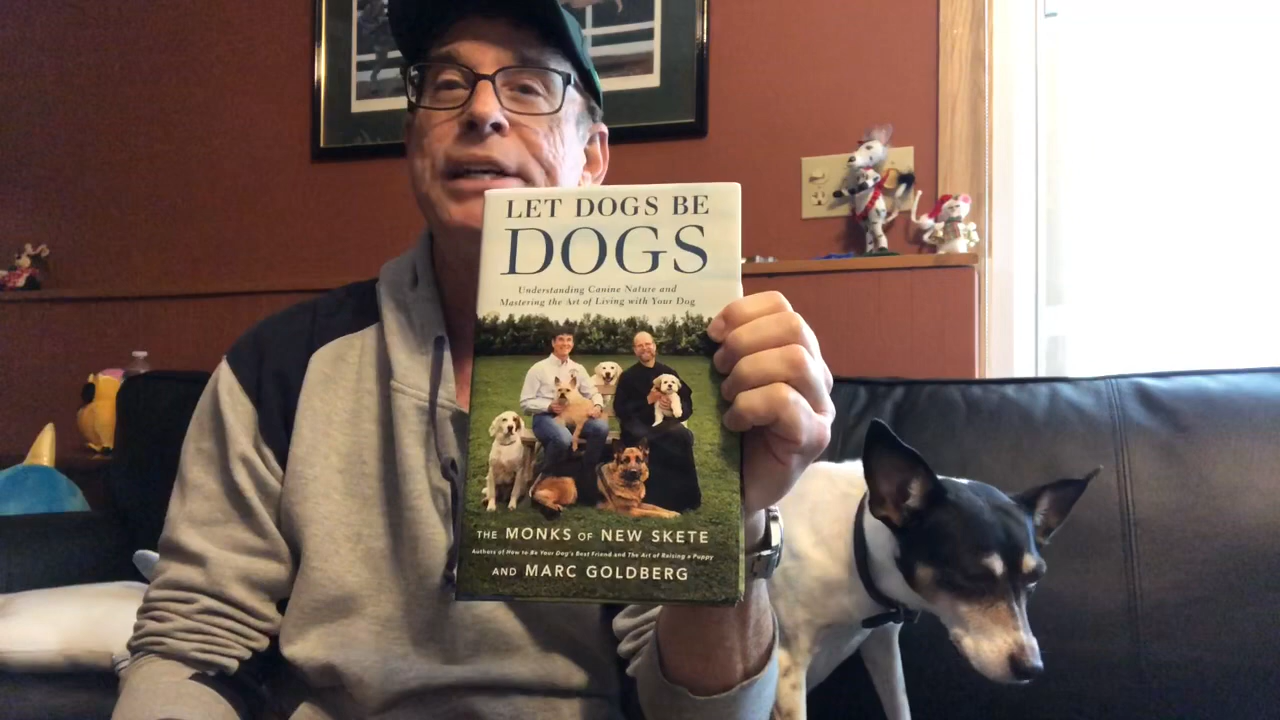 LET DOGS BE
DOGS
Understanding Canine Nature and
Mastering the Art of Living with Your Dog
THE MONKS OF NEW SKETE
Authors of How to Be Your Dog's Best Friend and The Art of Raising a Puppy
AND MARC GOLDBERG